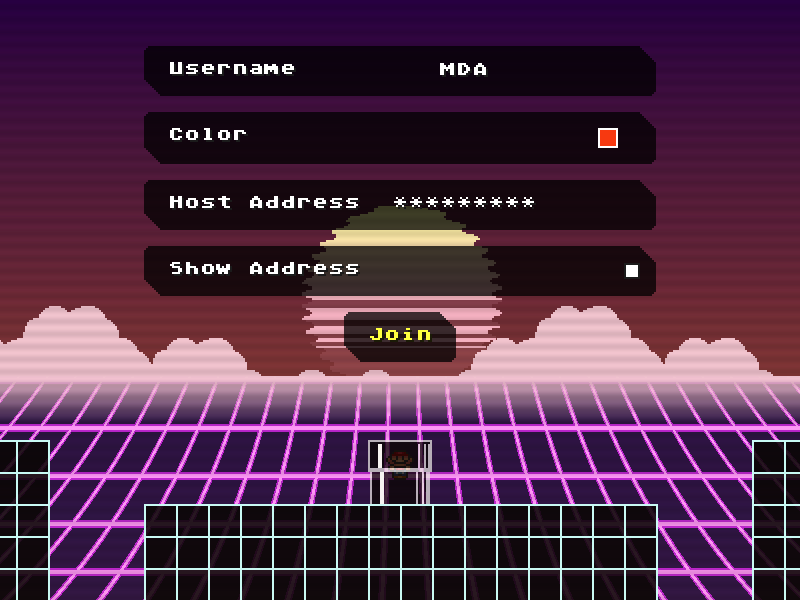 Username MDA
Color
Host Address *********
Show Address
Join